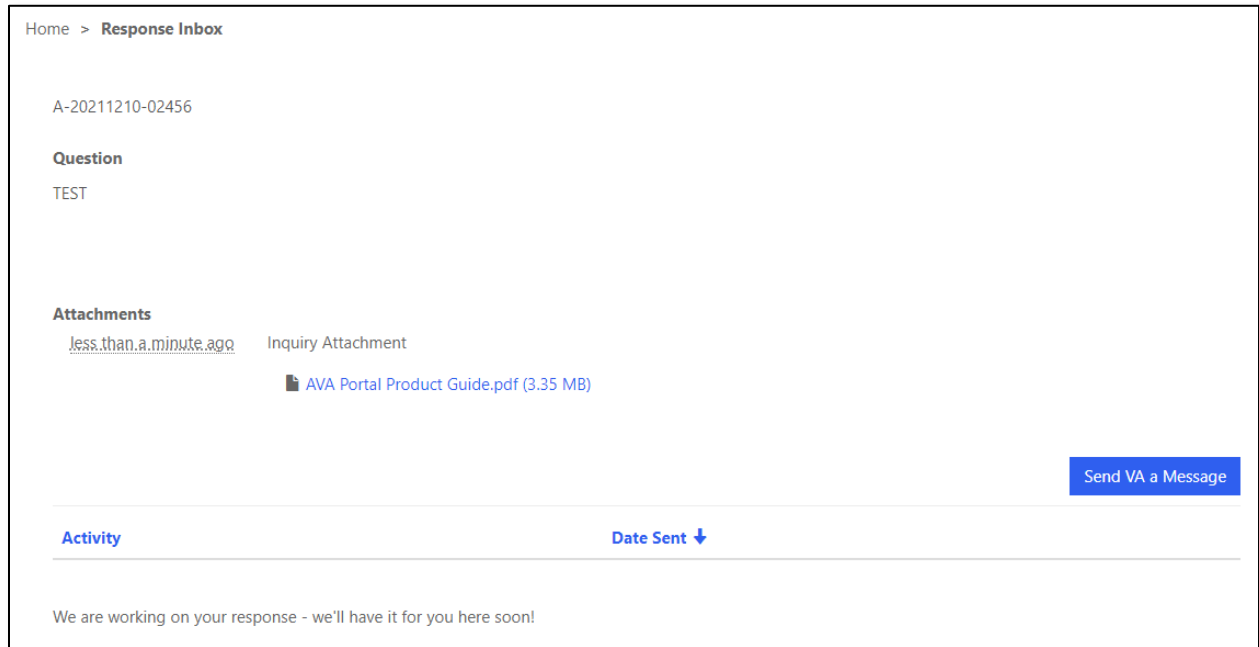 Home > Response Inbox
A-20211210-02456
Question
TEST
Attachments
less than a minute ago Inquiry Attachment
AVA Portal Product Guide.pdf (3.35 MB)
Send VA a Message
Activity Date Sent
We are working on your response - we'll have it for you here soon!